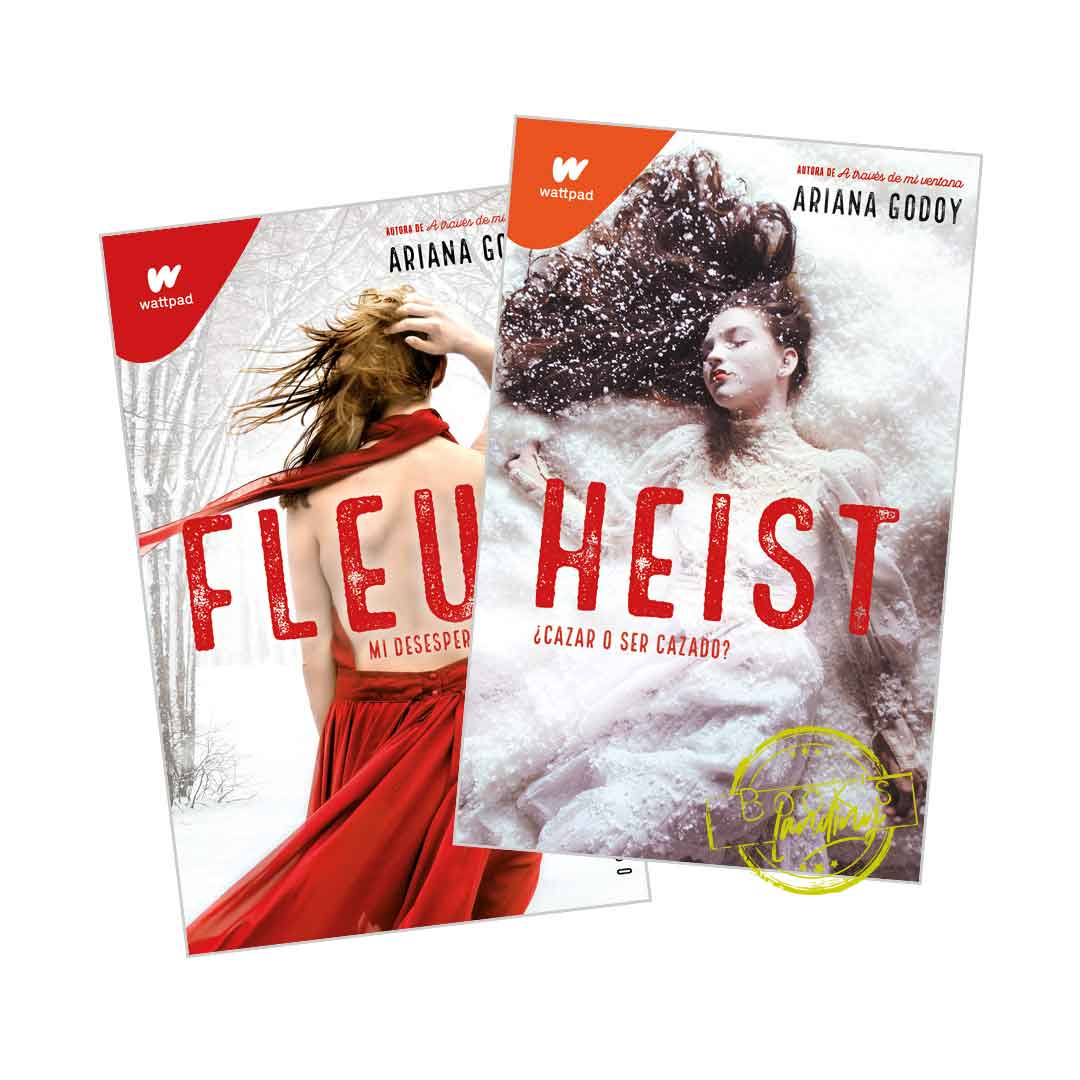 wattpad
AUTORA DE A través de mi
ARIANA GO
FLEU
MI DESESPER
wattpad
AUTORA DE A través de mi ventana
ARIANA GODOY
HEIST
¿CAZAR O SER CAZADO?